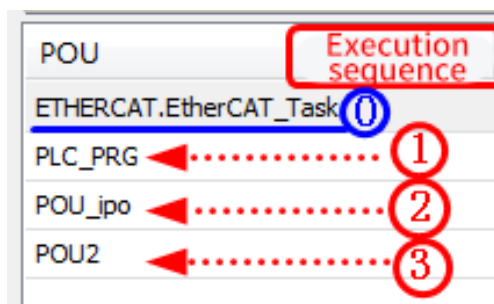 POU Execution
sequence
ETHERCAT.EtherCAT_Task 0
PLC_PRG 1
POU_ipo 2
POU2 3